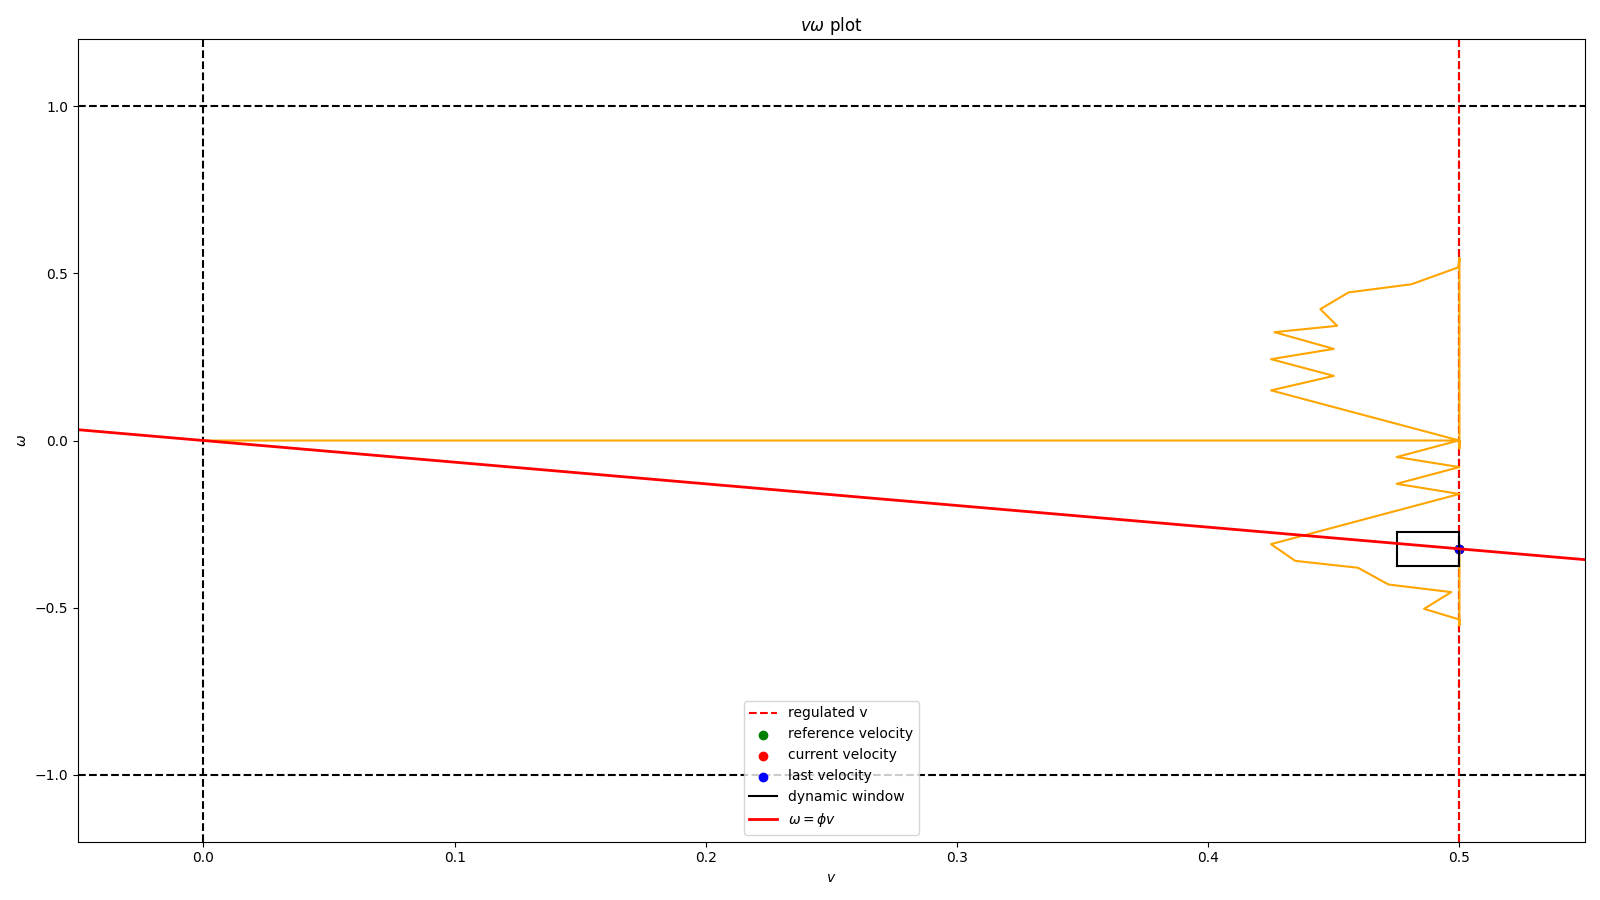 vω plot
1.0
0.5
0.0
−0.5
−1.0
ω
regulated v
reference velocity
current velocity
last velocity
dynamic window
ω = ϕv
0.0 0.1 0.2 0.3 0.4 0.5
v